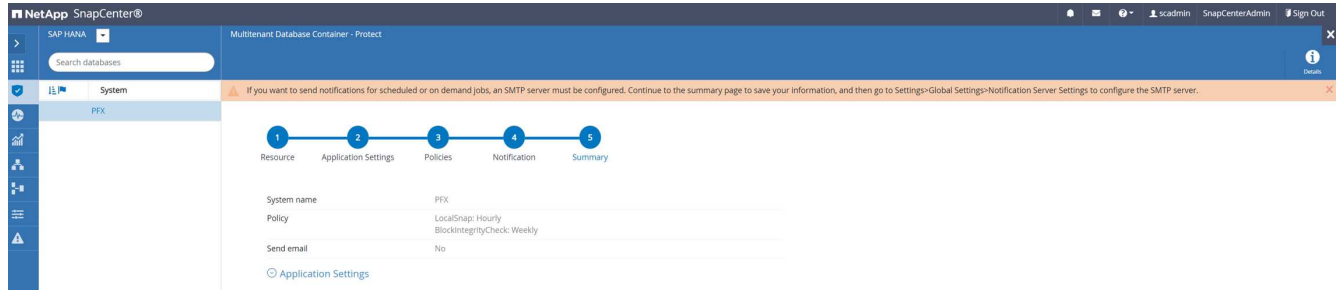 NetApp SnapCenter®
scadmin SnapCenterAdmin Sign Out
SAP HANA
Multitenant Database Container - Protect
Search databases
Details
System
If you want to send notifications for scheduled or on demand jobs, an SMTP server must be configured. Continue to the summary page to save your information, and then go to Settings>Global Settings>Notification Server Settings to configure the SMTP server.
PFX
1 2 3 4 5
Resource Application Settings Policies Notification Summary
System name PFX
Policy LocalSnap: Hourly
BlockIntegrityCheck: Weekly
Send email No
Application Settings